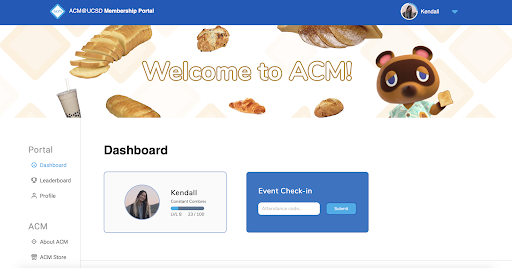 ACM@UCSD Membership Portal
Kendall
Welcome to ACM!
Portal
Dashboard
Leaderboard
Profile
ACM
About ACM
ACM Store
Dashboard
Kendall
Constant Contrib
LVL 8 23 / 100
Event Check-in
Attendance code...
Submit